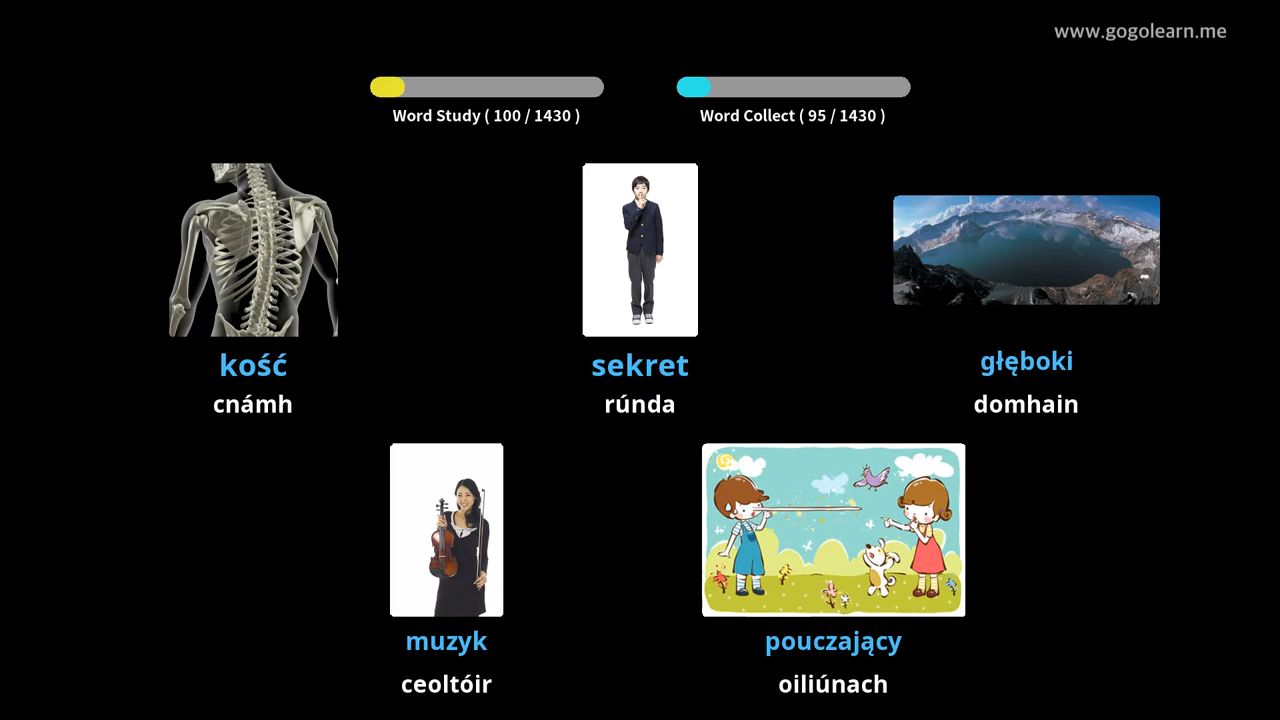 www.gogolearn.me
Word Study ( 100 / 1430 )
Word Collect ( 95 / 1430 )
kość
cnámh
sekret
rúnda
głęboki
domhain
muzyk
ceoltóir
pouczający
oiliúnach